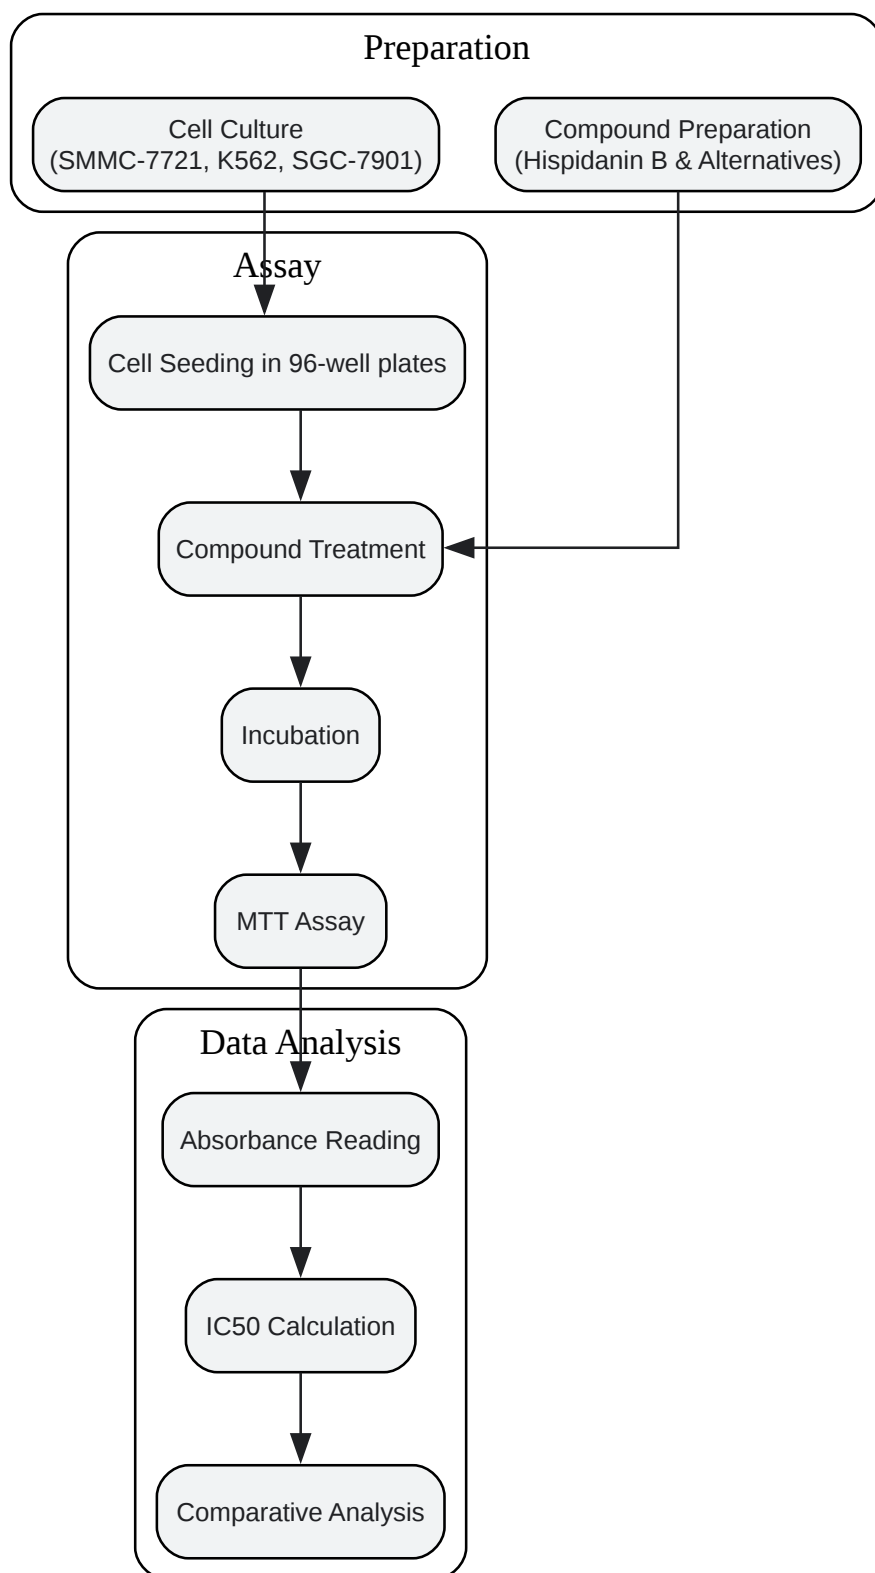 Preparation
Cell Culture
(SMMC-7721, K562, SGC-7901)
Compound Preparation
(Hispidanin B & Alternatives)
Assay
Cell Seeding in 96-well plates
Compound Treatment
Incubation
MTT Assay
Data Analysis
Absorbance Reading
IC50 Calculation
Comparative Analysis